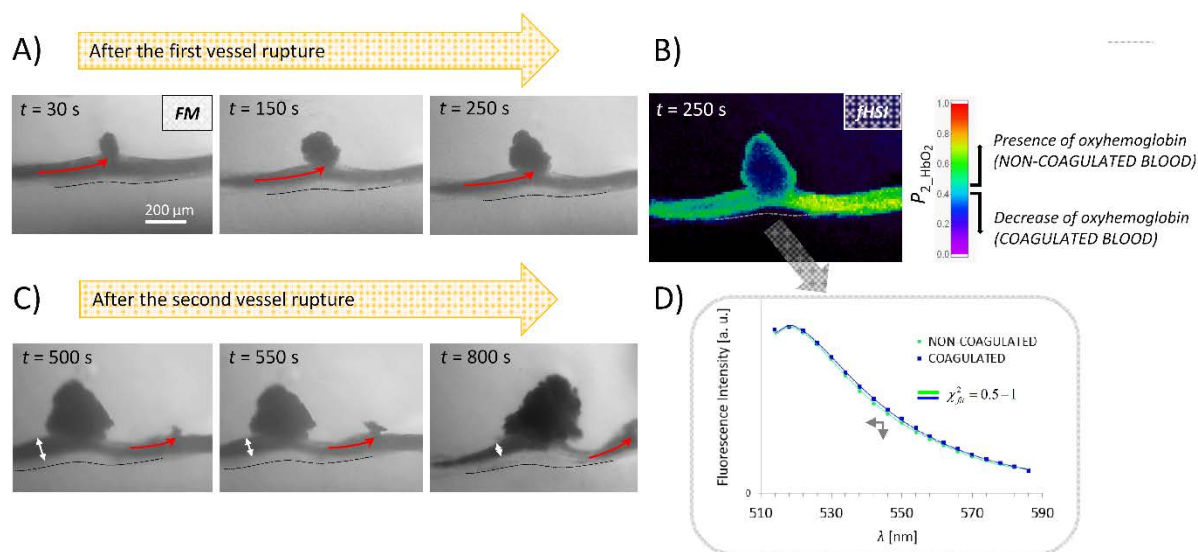 A)
After the first vessel rupture
t = 30 s
FM
t = 150 s
t = 250 s
200 μm
B)
t = 250 s
fHSI
P2_HbO2
1.0
0.8
0.6
0.4
0.2
0.0
Presence of oxyhemoglobin
(NON-COAGULATED BLOOD)
Decrease of oxyhemoglobin
(COAGULATED BLOOD)
C)
After the second vessel rupture
t = 500 s
t = 550 s
t = 800 s
D)
Fluorescence Intensity [a. u.]
NON-COAGULATED
COAGULATED
χ²fit = 0.5 – 1
0
510 530 550 570 590
λ [nm]